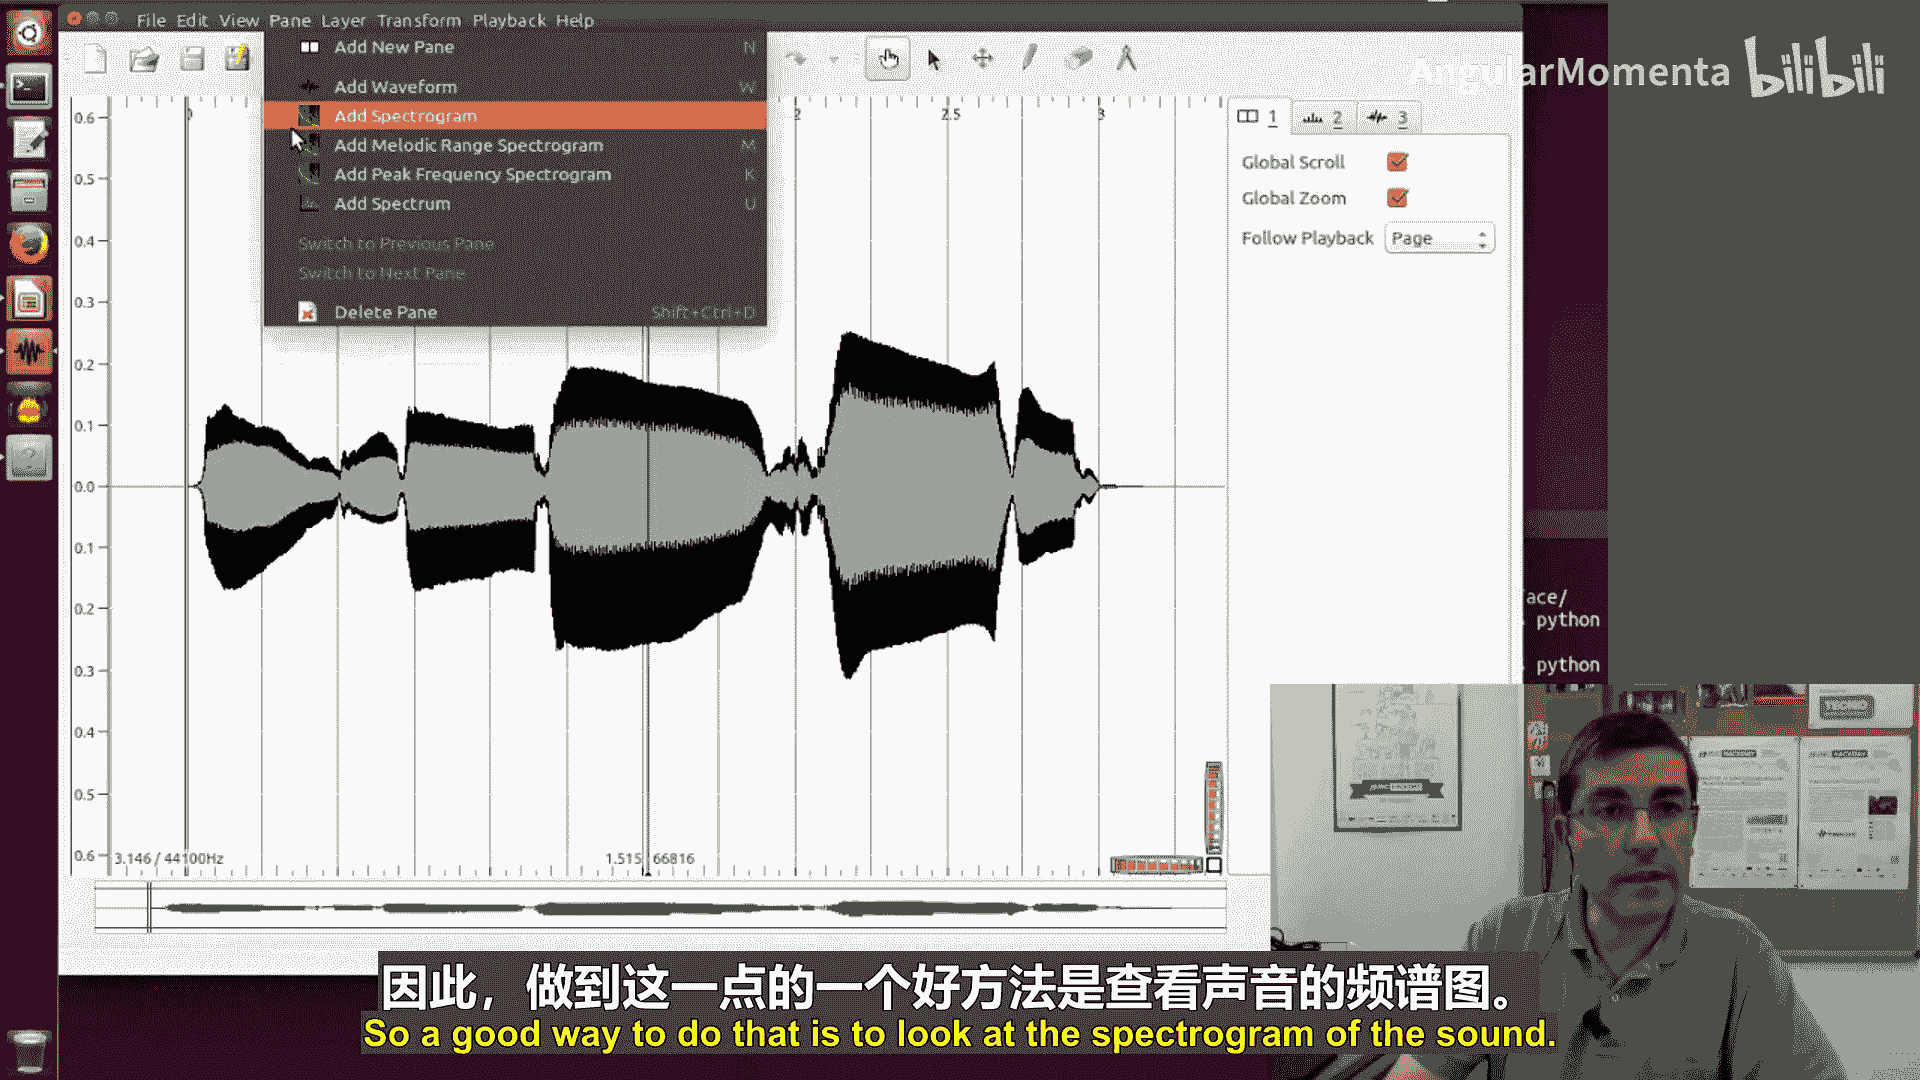 File Edit View Pane Layer Transform Playback Help
Add New Pane N
Add Waveform W
Add Spectrogram
Add Melodic Range Spectrogram M
Add Peak Frequency Spectrogram K
Add Spectrum U
Switch to Previous Pane
Switch to Next Pane
Delete Pane Shift+Ctrl+D
AngularMomenta bilibili
0 2 2.5 3
1 2 3
Global Scroll
Global Zoom
Follow Playback Page
0.6
0.5
0.4
0.3
0.2
0.1
0.0
0.1
0.2
0.3
0.4
0.5
0.6
3.146 / 44100Hz
1.515 66816
ace/
python
python
因此，做到这一点的一个好方法是查看声音的频谱图。
So a good way to do that is to look at the spectrogram of the sound.